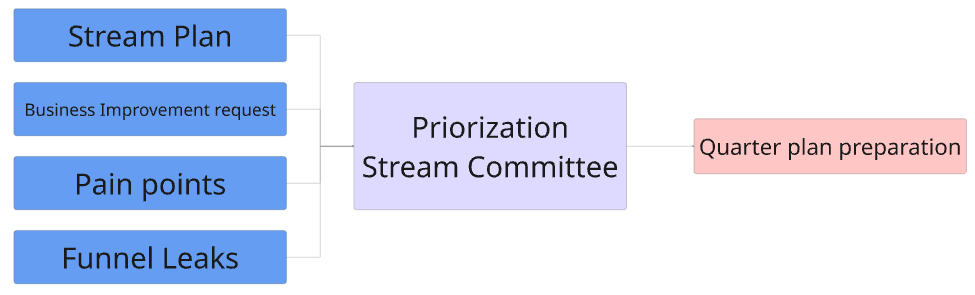 Stream Plan
Business Improvement request
Pain points
Funnel Leaks
Priorization
Stream Committee
Quarter plan preparation